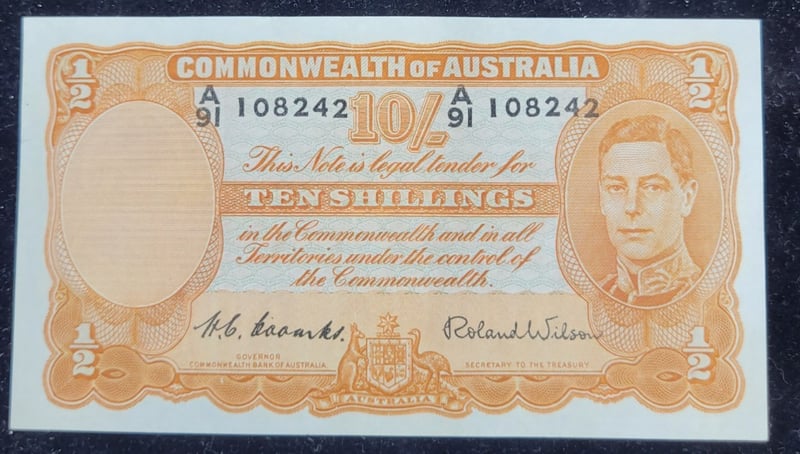 COMMONWEALTH OF AUSTRALIA
1/2
1/2
A/91 108242
10/-
A/91 108242
This Note is legal tender for
TEN SHILLINGS
in the Commonwealth and in all
Territories under the control of
the Commonwealth.
H.C. Coombs.
Roland Wilson
GOVERNOR
COMMONWEALTH BANK OF AUSTRALIA.
SECRETARY TO THE TREASURY.
1/2
1/2
AUSTRALIA